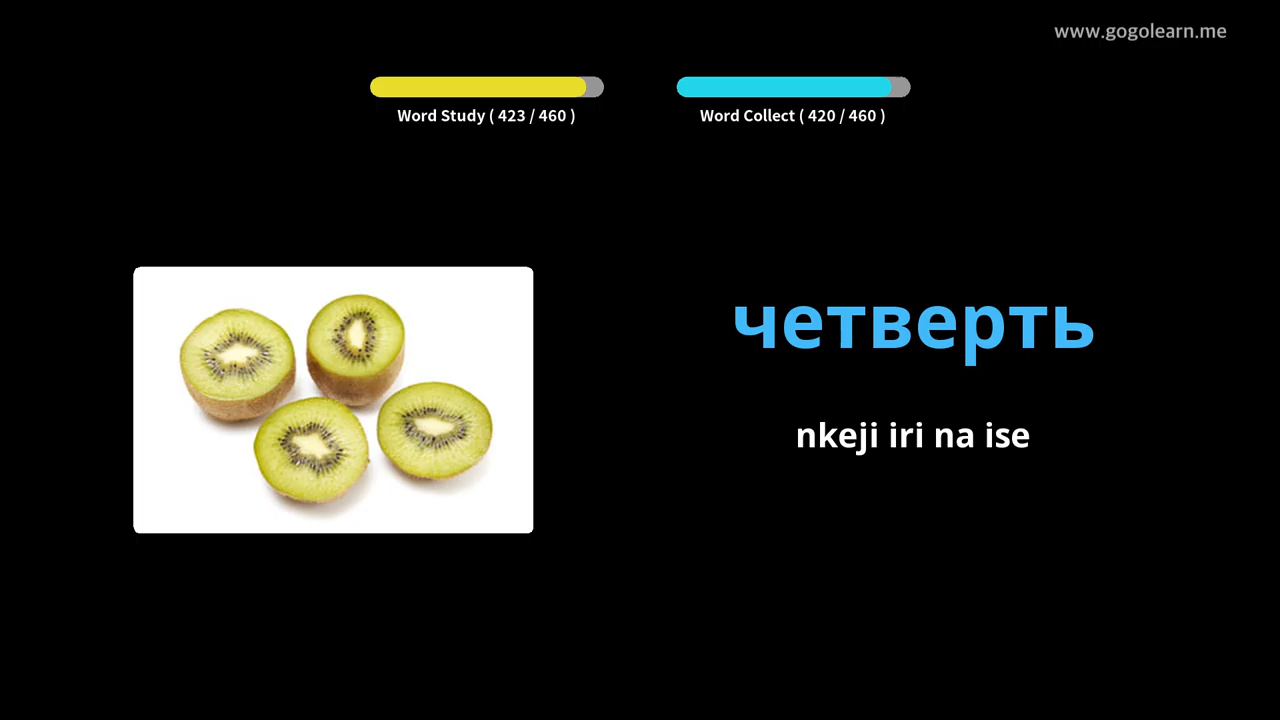 www.gogolearn.me
Word Study ( 423 / 460 )
Word Collect ( 420 / 460 )
четверть
nkeji iri na ise